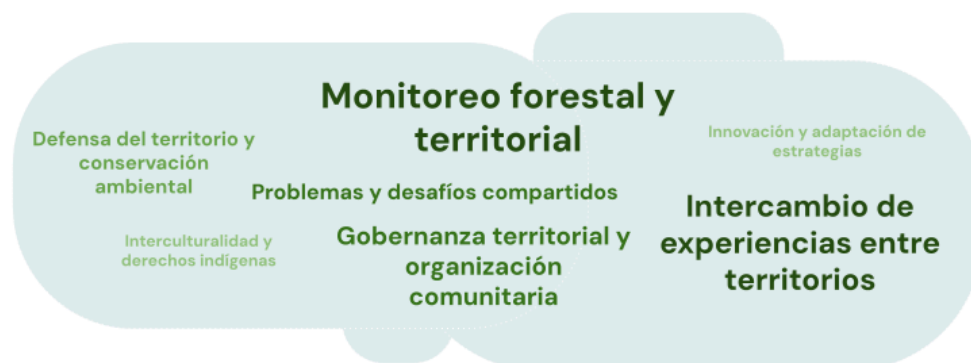 Monitoreo forestal y
territorial
Defensa del territorio y
conservación
ambiental
Innovación y adaptación de
estrategias
Problemas y desafíos compartidos
Interculturalidad y
derechos indígenas
Gobernanza territorial y
organización
comunitaria
Intercambio de
experiencias entre
territorios